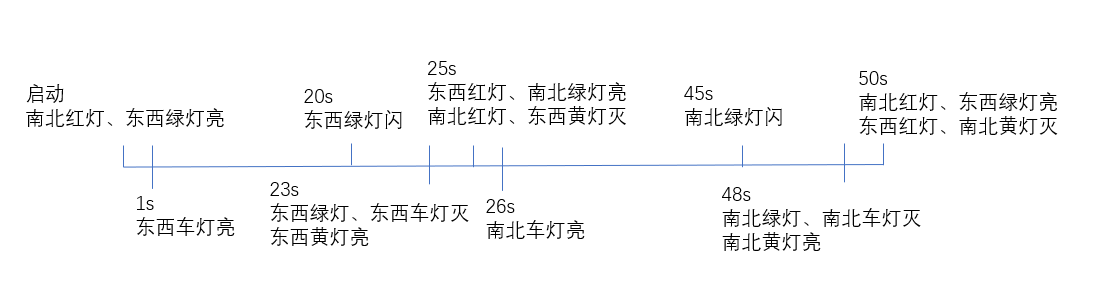 启动
南北红灯、东西绿灯亮
20s
东西绿灯闪
25s
东西红灯、南北绿灯亮
南北红灯、东西黄灯灭
45s
南北绿灯闪
50s
南北红灯、东西绿灯亮
东西红灯、南北黄灯灭
1s
东西车灯亮
23s
东西绿灯、东西车灯灭
东西黄灯亮
26s
南北车灯亮
48s
南北绿灯、南北车灯灭
南北黄灯亮